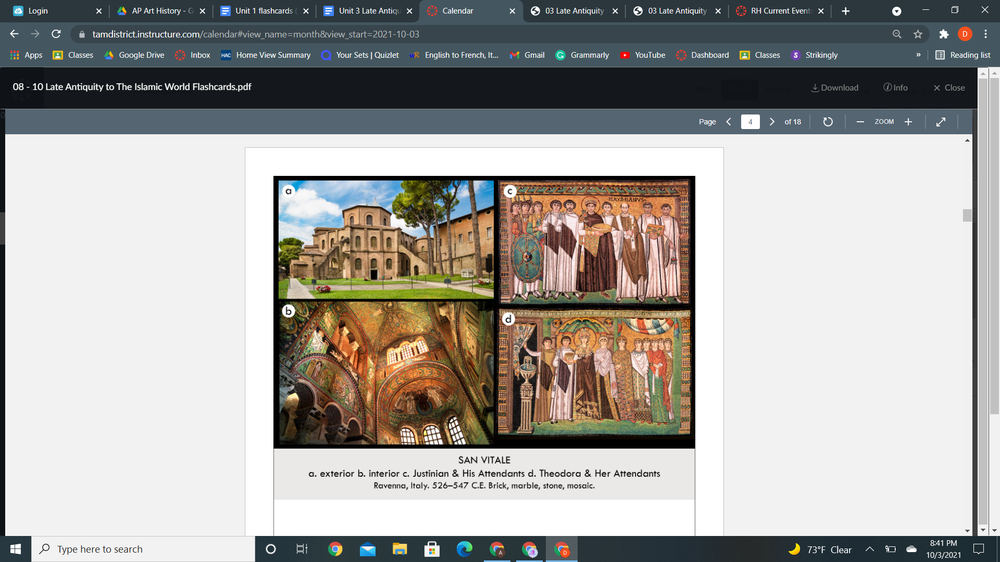 Login
AP Art History - G
Unit 1 flashcards (
Unit 3 Late Antiqu
Calendar
03 Late Antiquity
03 Late Antiquity
RH Current Events
tamdistrict.instructure.com/calendar#view_name=month&view_start=2021-10-03
D
Apps
Classes
Google Drive
Inbox
HAC Home View Summary
Your Sets | Quizlet
English to French, It...
Gmail
Grammarly
YouTube
Dashboard
Classes
S Strikingly
»
Reading list
08 - 10 Late Antiquity to The Islamic World Flashcards.pdf
Download
Info
Close
Page 4 of 18
ZOOM
a
c
MAXIMIANVS
b
d
SAN VITALE
a. exterior b. interior c. Justinian & His Attendants d. Theodora & Her Attendants
Ravenna, Italy. 526–547 C.E. Brick, marble, stone, mosaic.
Type here to search
A
D
73°F Clear
8:41 PM
10/3/2021